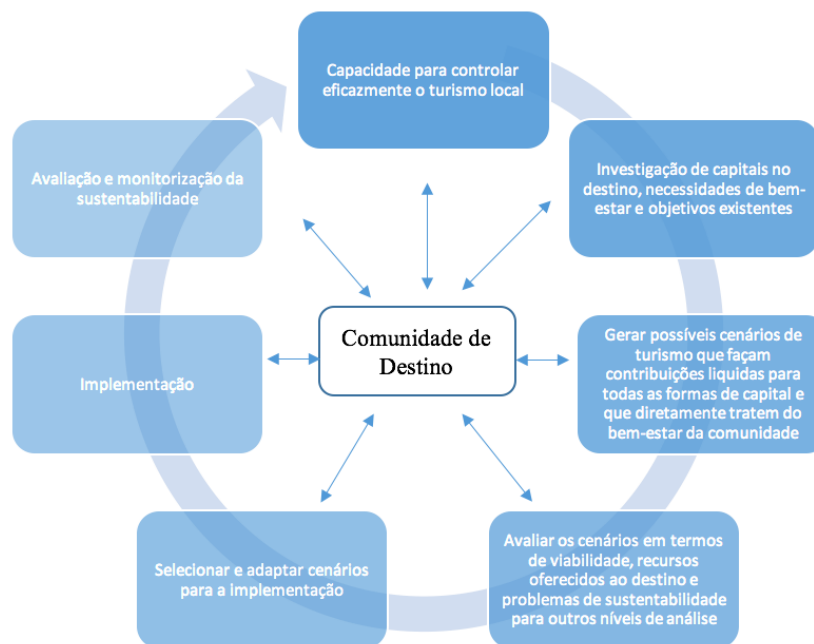 Capacidade para controlar
eficazmente o turismo local
Investigação de capitais no
destino, necessidades de bem-
estar e objetivos existentes
Gerar possíveis cenários de
turismo que façam
contribuições liquidas para
todas as formas de capital e
que diretamente tratem do
bem-estar da comunidade
Avaliar os cenários em termos
de viabilidade, recursos
oferecidos ao destino e
problemas de sustentabilidade
para outros níveis de análise
Selecionar e adaptar cenários
para a implementação
Implementação
Avaliação e monitorização da
sustentabilidade
Comunidade de
Destino